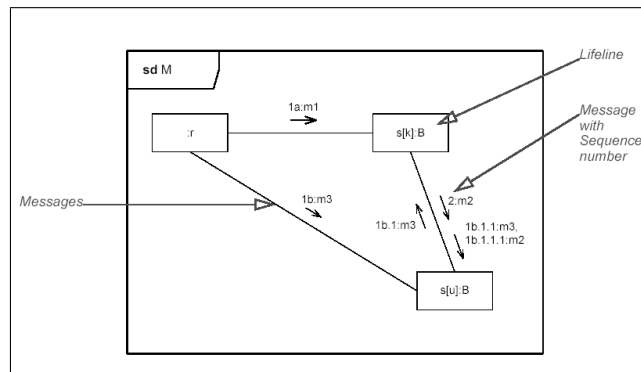 sd M
Lifeline
1a:m1
:r
s[k]:B
Message
with
Sequence
number
Messages
1b:m3
2:m2
1b.1:m3
1b.1.1:m3,
1b.1.1.1:m2
s[u]:B